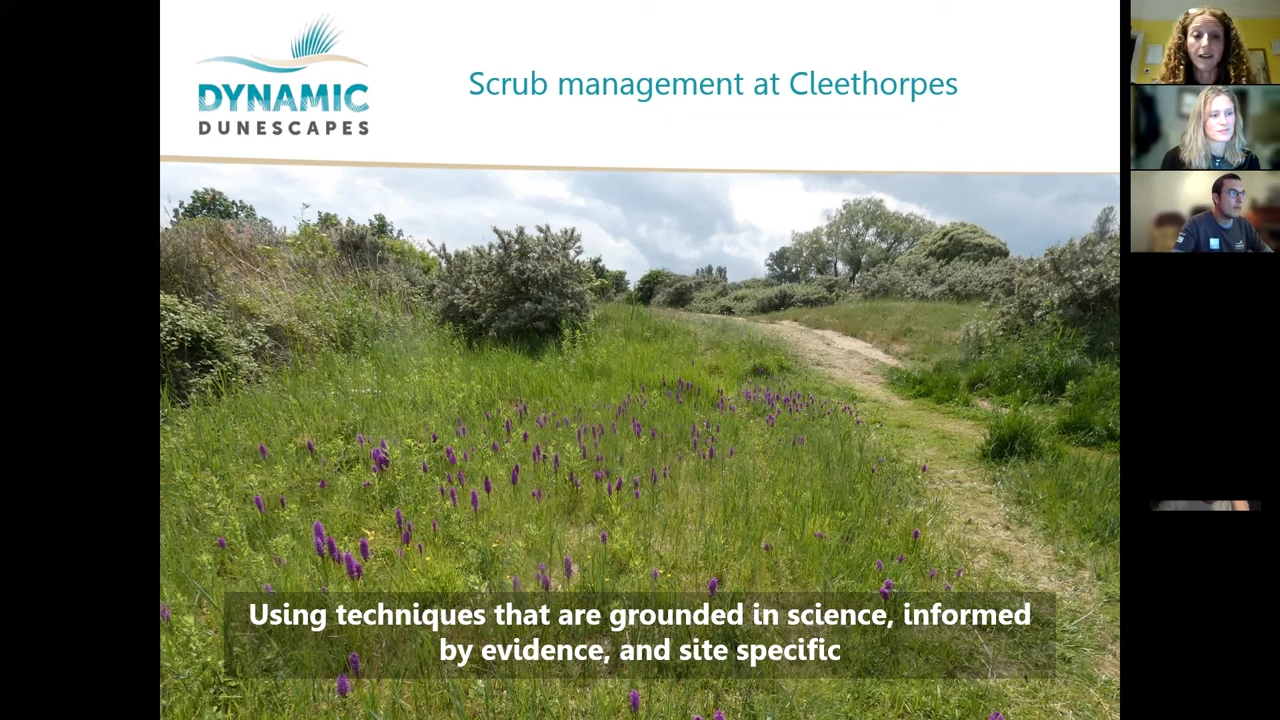 DYNAMIC
DUNESCAPES
Scrub management at Cleethorpes
Using techniques that are grounded in science, informed
by evidence, and site specific